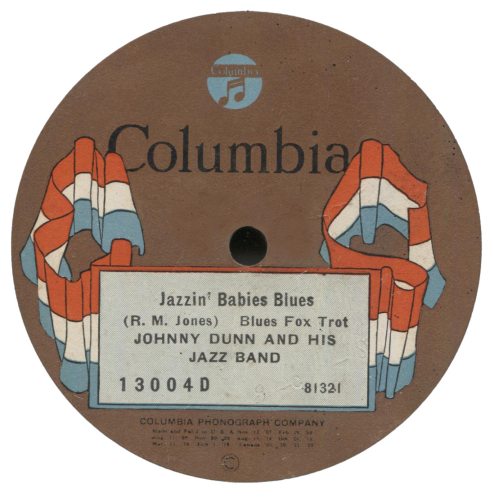 Columbia
Columbia
Jazzin' Babies Blues
(R. M. Jones) Blues Fox Trot
JOHNNY DUNN AND HIS
JAZZ BAND
13004D 81321
COLUMBIA PHONOGRAPH COMPANY